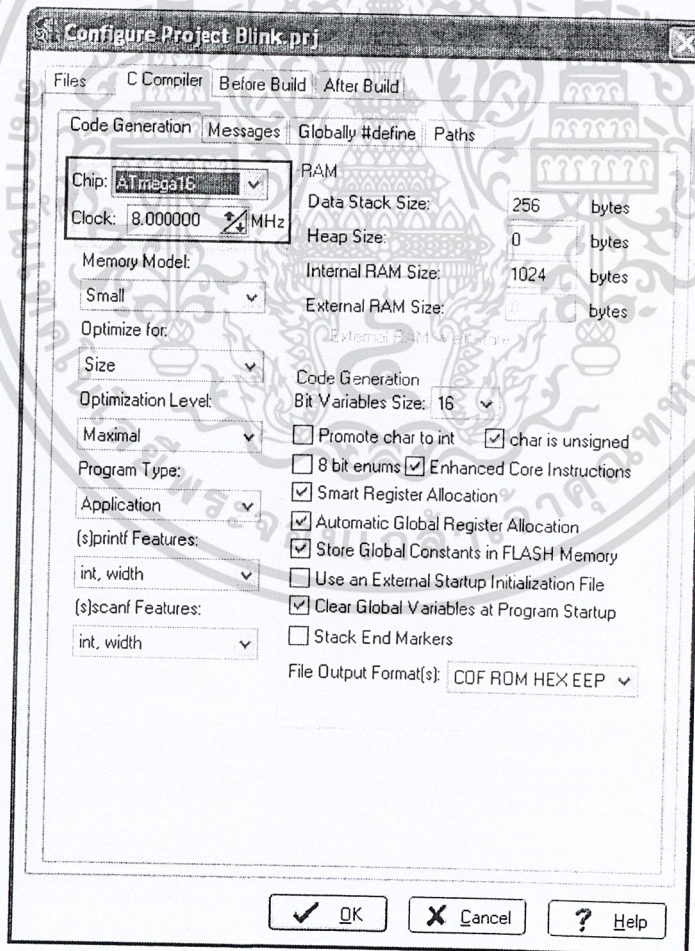 Configure Project Blink.prj
Files C Compiler Before Build After Build
Code Generation Messages Globally #define Paths
Chip: ATmega16
Clock: 8.000000 MHz
Memory Model:
Small
Optimize for:
Size
Optimization Level:
Maximal
Program Type:
Application
(s)printf Features:
int, width
(s)scanf Features:
int, width
RAM
Data Stack Size: 256 bytes
Heap Size: 0 bytes
Internal RAM Size: 1024 bytes
External RAM Size: bytes
External RAM Wait State
Code Generation
Bit Variables Size: 16
Promote char to int char is unsigned
8 bit enums Enhanced Core Instructions
Smart Register Allocation
Automatic Global Register Allocation
Store Global Constants in FLASH Memory
Use an External Startup Initialization File
Clear Global Variables at Program Startup
Stack End Markers
File Output Format(s): COF ROM HEX EEP
OK Cancel Help